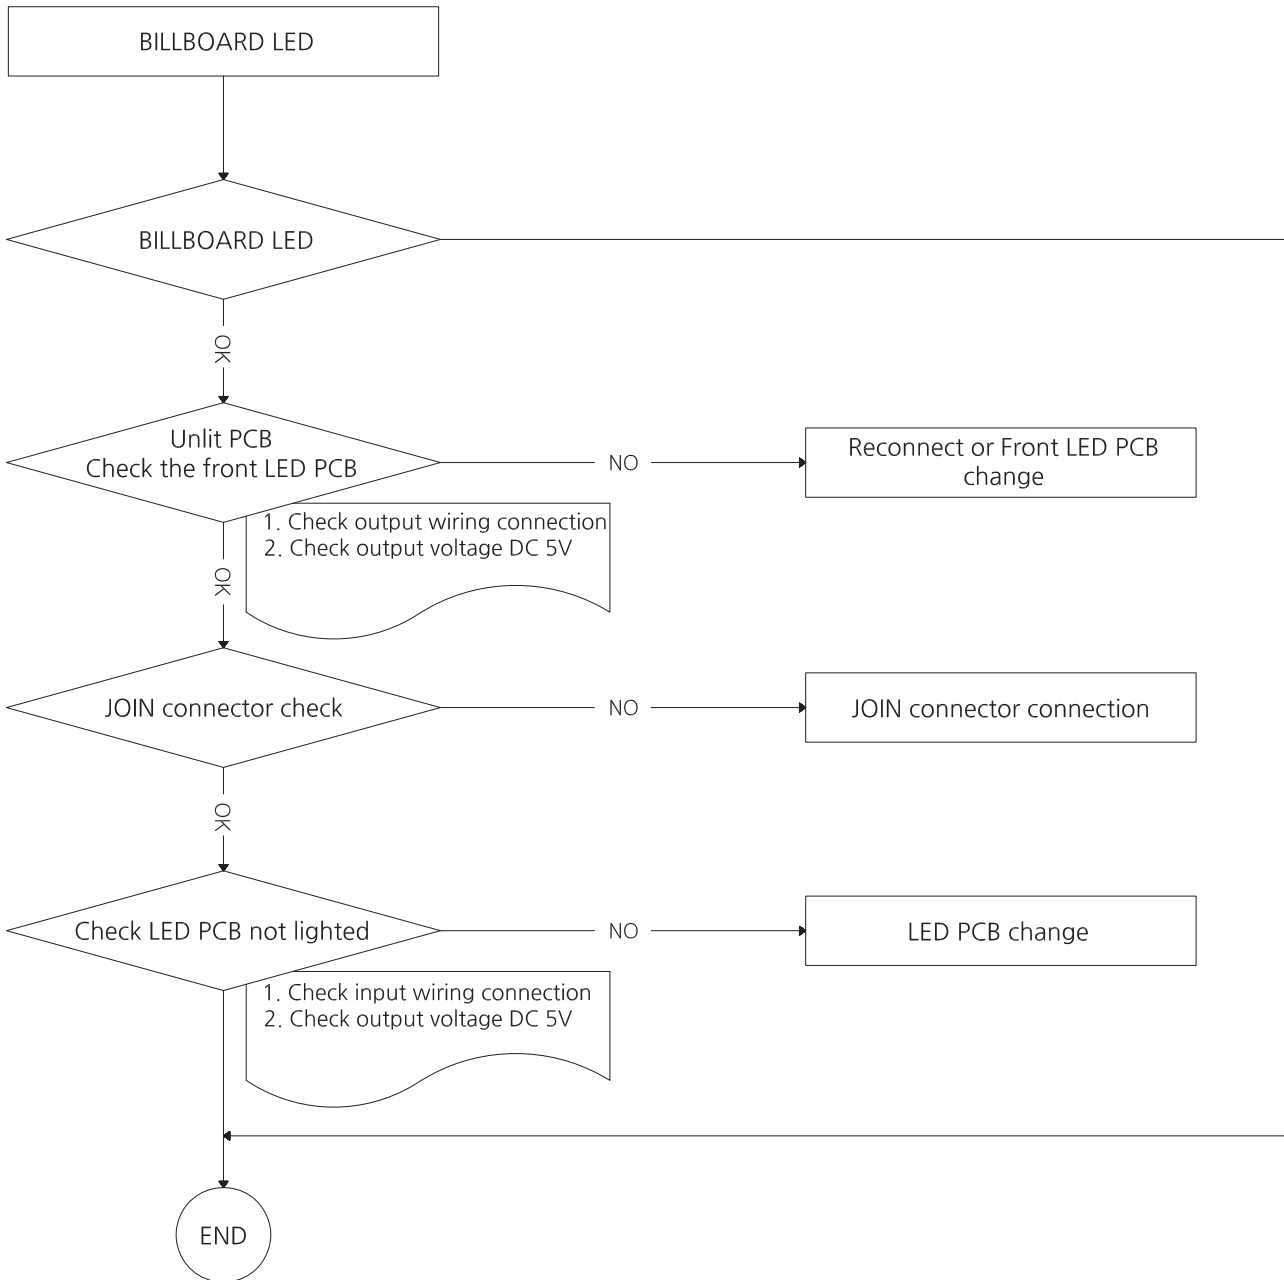 BILLBOARD LED
BILLBOARD LED
OK
Unlit PCB
Check the front LED PCB
NO
Reconnect or Front LED PCB
change
1. Check output wiring connection
2. Check output voltage DC 5V
OK
JOIN connector check
NO
JOIN connector connection
OK
Check LED PCB not lighted
NO
LED PCB change
1. Check input wiring connection
2. Check output voltage DC 5V
END